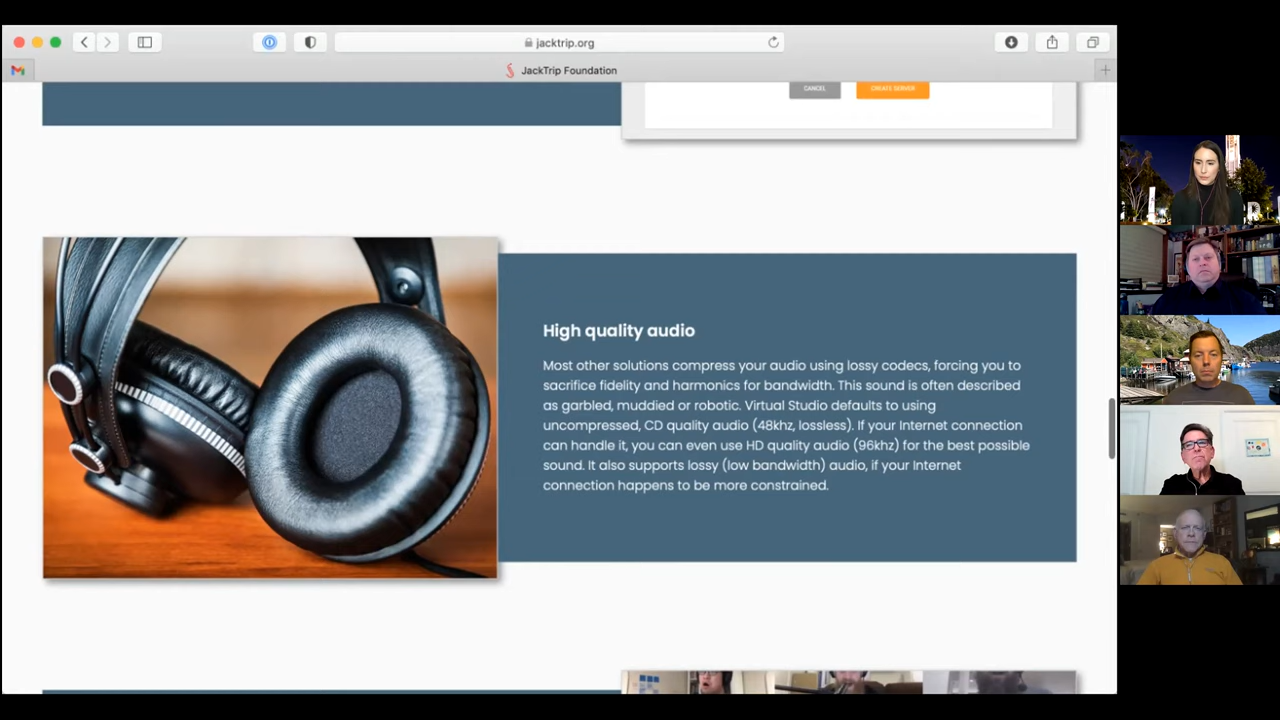 jacktrip.org
JackTrip Foundation
CANCEL
CREATE SERVER
High quality audio
Most other solutions compress your audio using lossy codecs, forcing you to
sacrifice fidelity and harmonics for bandwidth. This sound is often described
as garbled, muddied or robotic. Virtual Studio defaults to using
uncompressed, CD quality audio (48khz, lossless). If your Internet connection
can handle it, you can even use HD quality audio (96khz) for the best possible
sound. It also supports lossy (low bandwidth) audio, if your Internet
connection happens to be more constrained.